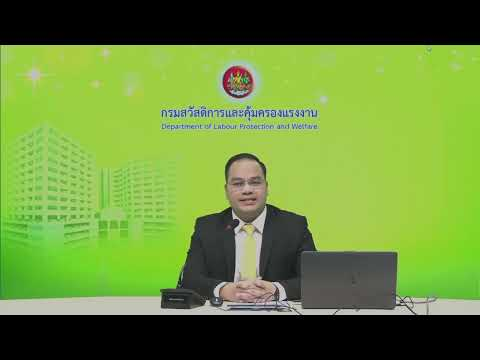 กรมสวัสดิการและคุ้มครองแรงงาน
Department of Labour Protection and Welfare